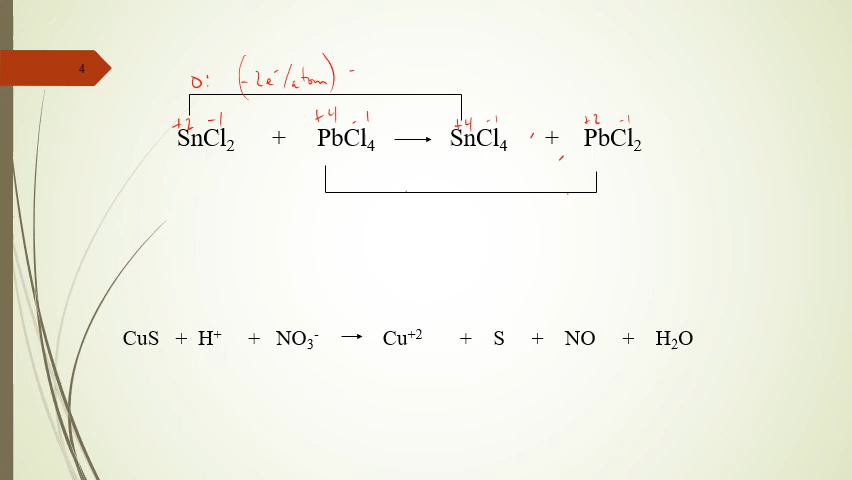 4
O: (-2e⁻/atom) -
+2 -1 +4 -1 +4 -1 +2 -1
SnCl₂ + PbCl₄ → SnCl₄ + PbCl₂
CuS + H⁺ + NO₃⁻ → Cu⁺² + S + NO + H₂O